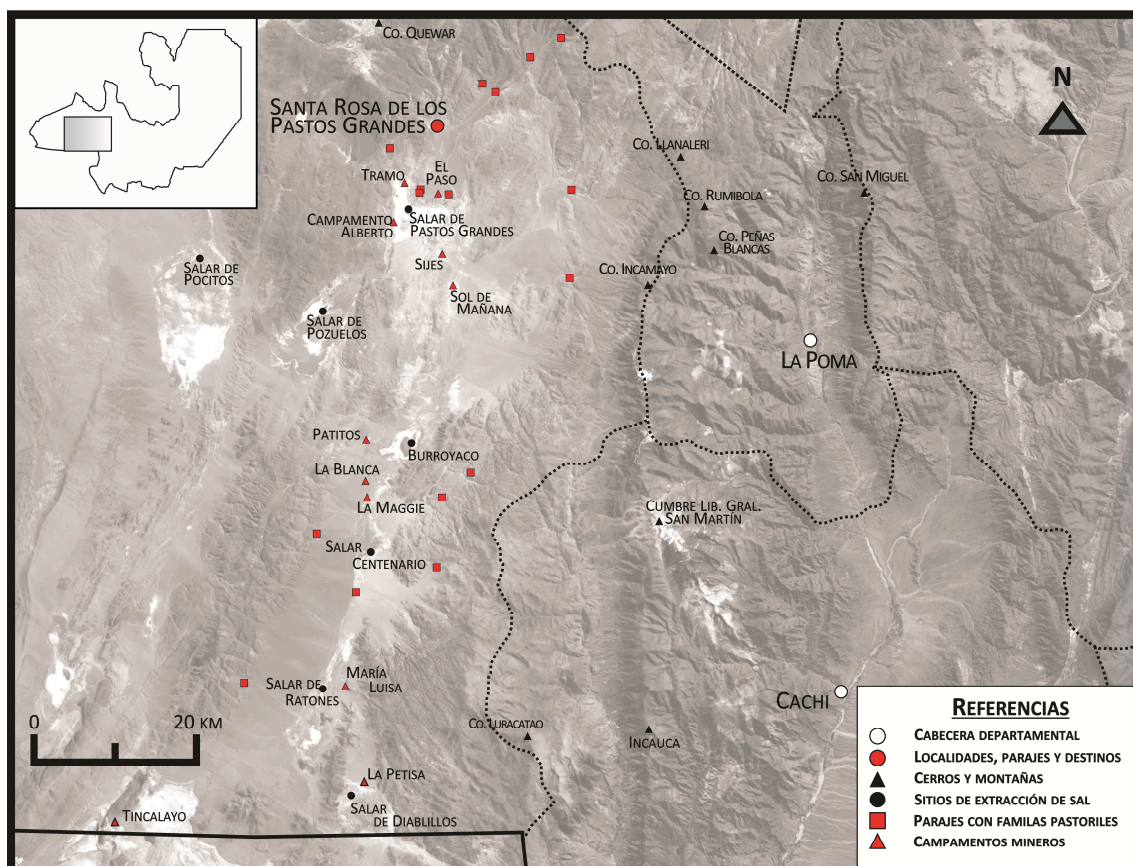 Co. Quewar
N
Santa Rosa de los
Pastos Grandes
Co. Llanaleri
Tramo
El
Paso
Co. San Miguel
Co. Rumibola
Campamento
Alberto
Salar de
Pastos Grandes
Co. Peñas
Blancas
Sijes
Salar de
Pocitos
Co. Incamayo
Sol de
Mañana
Salar de
Pozuelos
La Poma
Patitos
Burroyaco
La Blanca
La Maggie
Cumbre Lib. Gral.
San Martín
Salar
Centenario
María
Luisa
Salar de
Ratones
Cachi
0 20 km
Co. Luracatao
Incauca
La Petisa
Salar
de Diablillos
Tincalayo
Referencias
Cabecera departamental
Localidades, parajes y destinos
Cerros y montañas
Sitios de extracción de sal
Parajes con familas pastoriles
Campamentos mineros